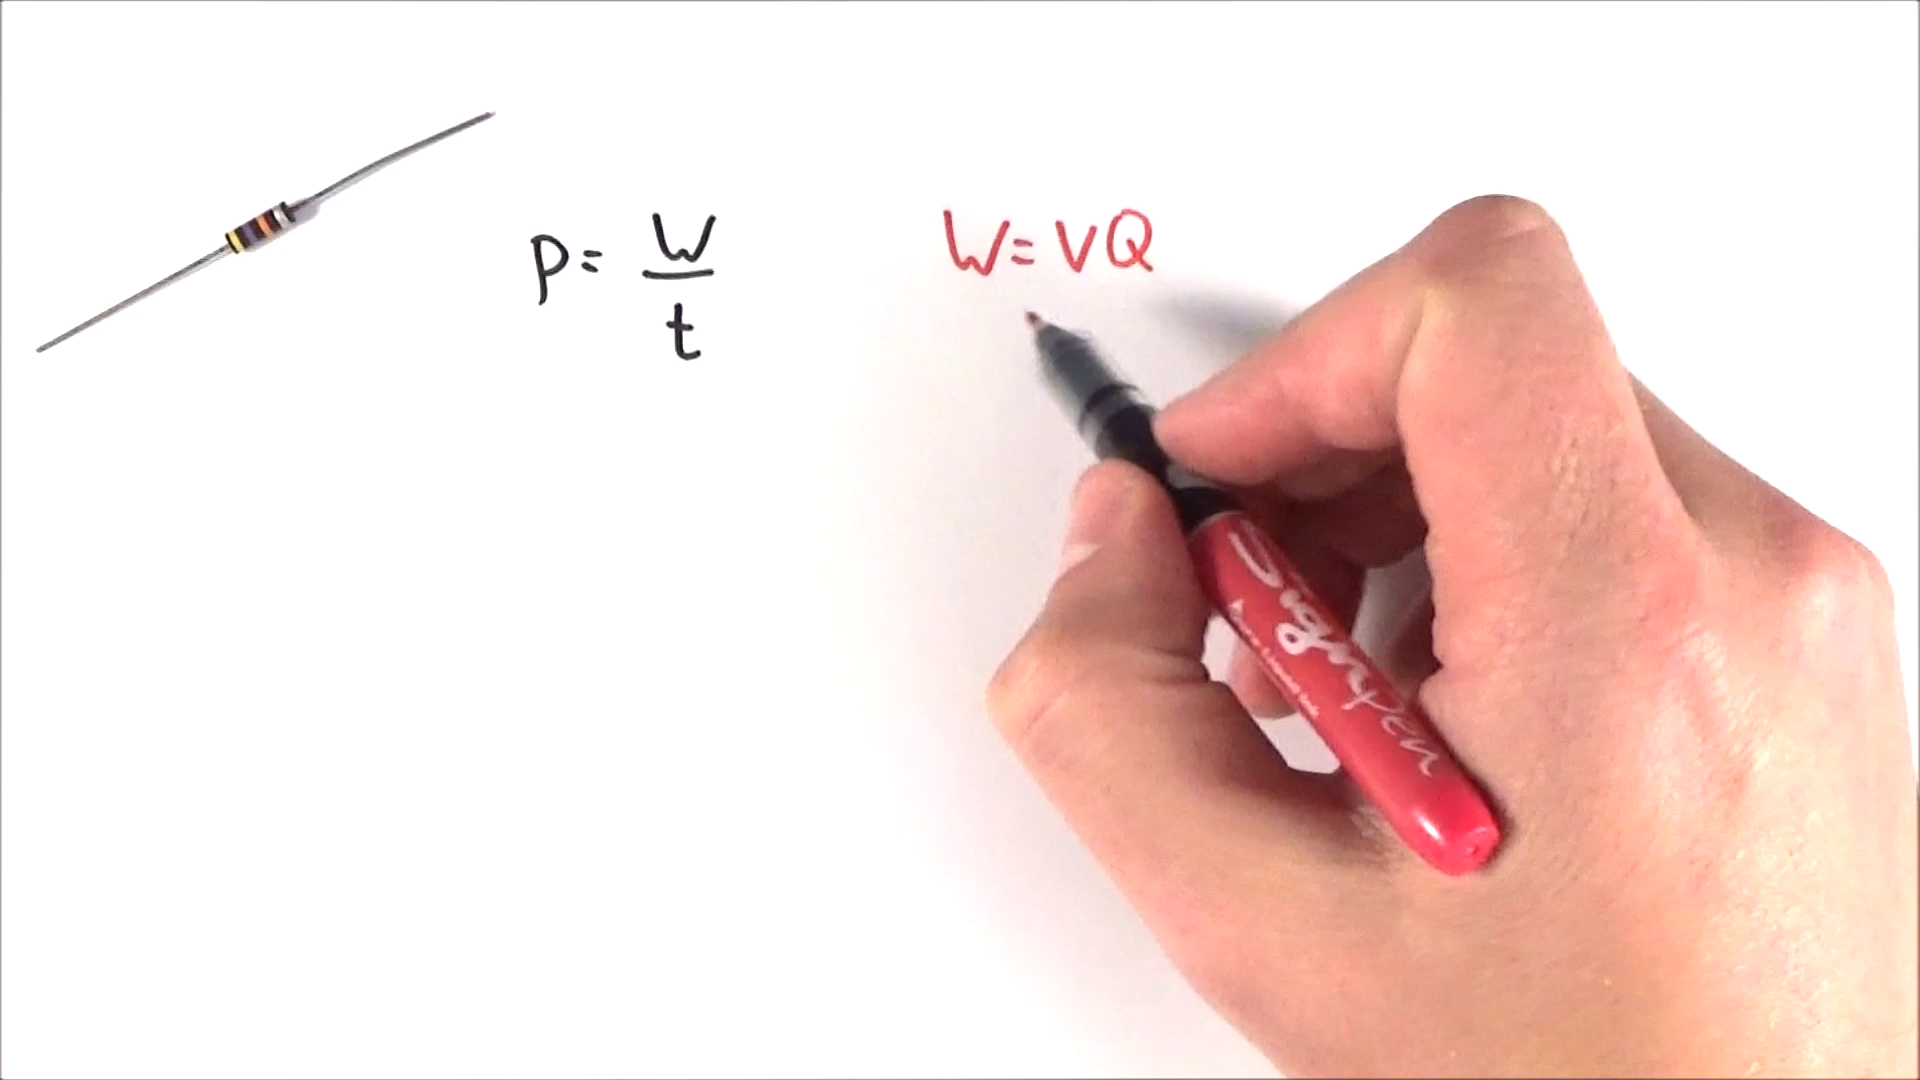 P = W/t
W = VQ
Signpen